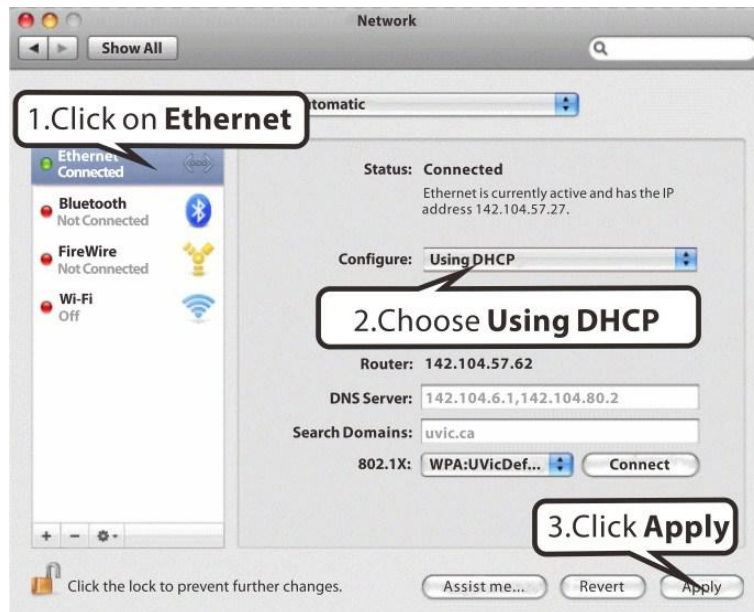 Network
Show All
utomatic
1.Click on Ethernet
Ethernet
Connected
Bluetooth
Not Connected
FireWire
Not Connected
Wi-Fi
Off
Status: Connected
Ethernet is currently active and has the IP
address 142.104.57.27.
Configure: Using DHCP
2.Choose Using DHCP
Router: 142.104.57.62
DNS Server: 142.104.6.1,142.104.80.2
Search Domains: uvic.ca
802.1X: WPA:UVicDef... Connect
3.Click Apply
Click the lock to prevent further changes.
Assist me... Revert Apply